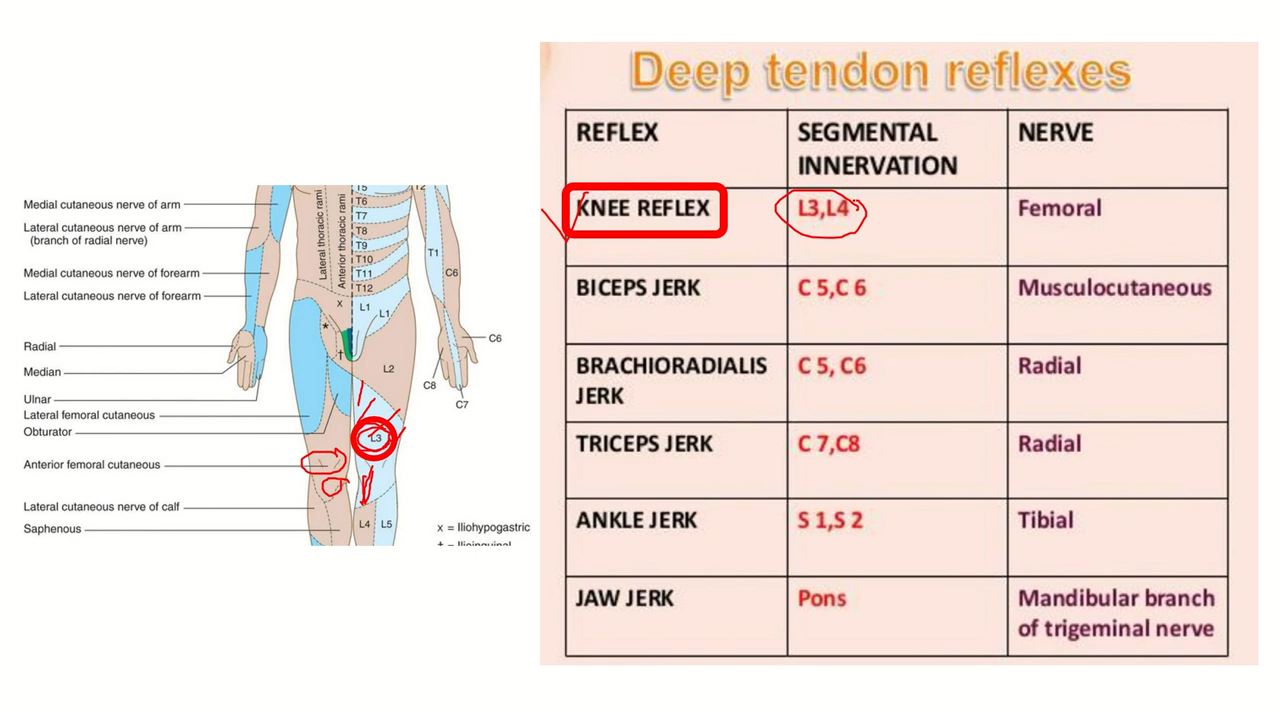 Medial cutaneous nerve of arm
Lateral cutaneous nerve of arm
(branch of radial nerve)
Medial cutaneous nerve of forearm
Lateral cutaneous nerve of forearm
Radial
Median
Ulnar
Lateral femoral cutaneous
Obturator
Anterior femoral cutaneous
Lateral cutaneous nerve of calf
Saphenous
Lateral thoracic rami
Anterior thoracic rami
T5
T6
T7
T8
T9
T10
T11
T12
L1
L1
x
*
†
L2
L3
L4
L5
T2
T1
C6
C6
C8
C7
x = Iliohypogastric
† = Ilioinguinal
Deep tendon reflexes
REFLEX
SEGMENTAL
INNERVATION
NERVE
KNEE REFLEX
L3,L4
Femoral
BICEPS JERK
C 5,C 6
Musculocutaneous
BRACHIORADIALIS
JERK
C 5, C6
Radial
TRICEPS JERK
C 7,C8
Radial
ANKLE JERK
S 1,S 2
Tibial
JAW JERK
Pons
Mandibular branch
of trigeminal nerve